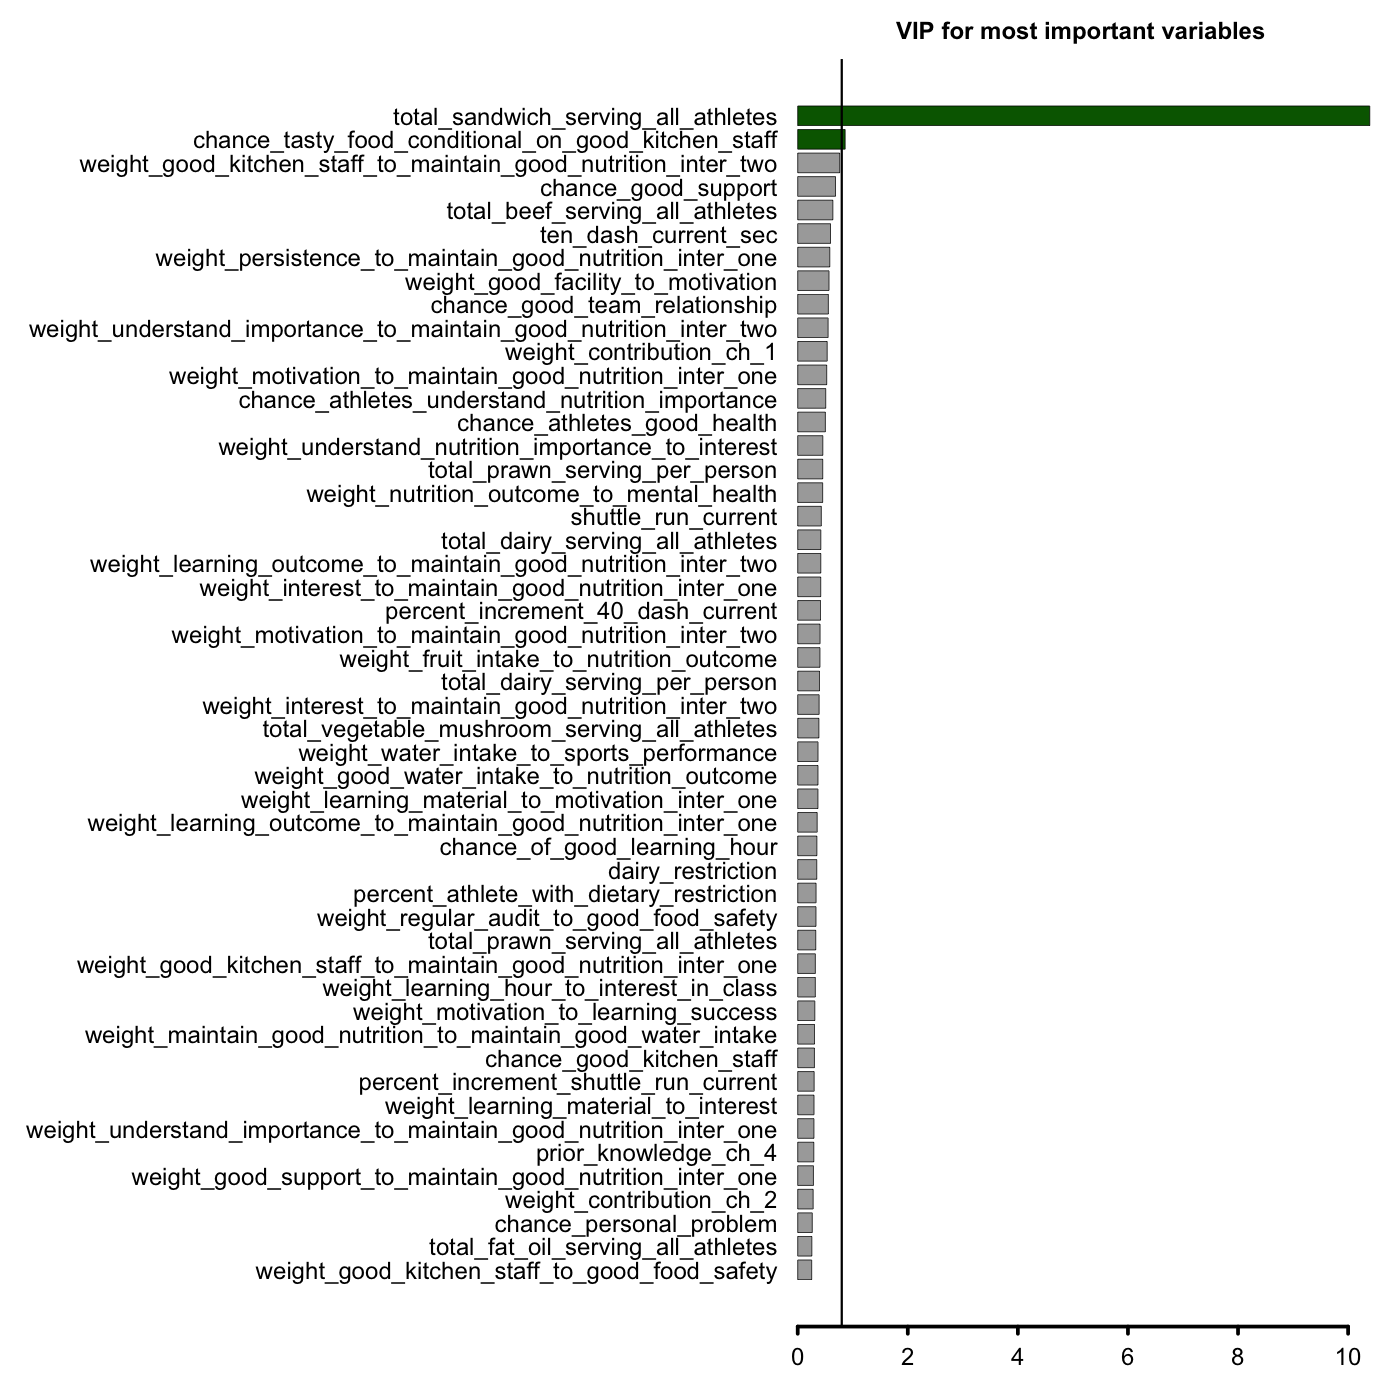 VIP for most important variables
total_sandwich_serving_all_athletes
chance_tasty_food_conditional_on_good_kitchen_staff
weight_good_kitchen_staff_to_maintain_good_nutrition_inter_two
chance_good_support
total_beef_serving_all_athletes
ten_dash_current_sec
weight_persistence_to_maintain_good_nutrition_inter_one
weight_good_facility_to_motivation
chance_good_team_relationship
weight_understand_importance_to_maintain_good_nutrition_inter_two
weight_contribution_ch_1
weight_motivation_to_maintain_good_nutrition_inter_one
chance_athletes_understand_nutrition_importance
chance_athletes_good_health
weight_understand_nutrition_importance_to_interest
total_prawn_serving_per_person
weight_nutrition_outcome_to_mental_health
shuttle_run_current
total_dairy_serving_all_athletes
weight_learning_outcome_to_maintain_good_nutrition_inter_two
weight_interest_to_maintain_good_nutrition_inter_one
percent_increment_40_dash_current
weight_motivation_to_maintain_good_nutrition_inter_two
weight_fruit_intake_to_nutrition_outcome
total_dairy_serving_per_person
weight_interest_to_maintain_good_nutrition_inter_two
total_vegetable_mushroom_serving_all_athletes
weight_water_intake_to_sports_performance
weight_good_water_intake_to_nutrition_outcome
weight_learning_material_to_motivation_inter_one
weight_learning_outcome_to_maintain_good_nutrition_inter_one
chance_of_good_learning_hour
dairy_restriction
percent_athlete_with_dietary_restriction
weight_regular_audit_to_good_food_safety
total_prawn_serving_all_athletes
weight_good_kitchen_staff_to_maintain_good_nutrition_inter_one
weight_learning_hour_to_interest_in_class
weight_motivation_to_learning_success
weight_maintain_good_nutrition_to_maintain_good_water_intake
chance_good_kitchen_staff
percent_increment_shuttle_run_current
weight_learning_material_to_interest
weight_understand_importance_to_maintain_good_nutrition_inter_one
prior_knowledge_ch_4
weight_good_support_to_maintain_good_nutrition_inter_one
weight_contribution_ch_2
chance_personal_problem
total_fat_oil_serving_all_athletes
weight_good_kitchen_staff_to_good_food_safety
0 2 4 6 8 10